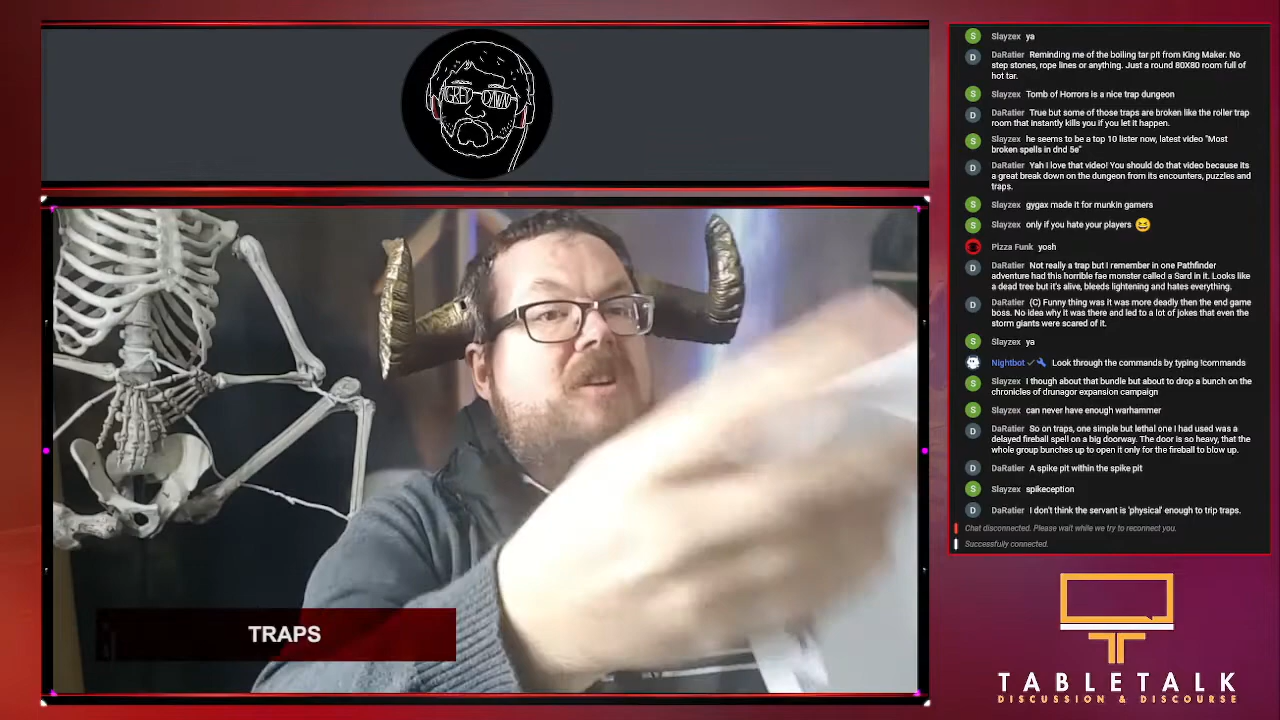 GRED
DWN
S Slayzex ya
D DaRatier Reminding me of the boiling tar pit from King Maker. No
step stones, rope lines or anything. Just a round 80X80 room full of
hot tar.
S Slayzex Tomb of Horrors is a nice trap dungeon
D DaRatier True but some of those traps are broken like the roller trap
room that instantly kills you if you let it happen.
S Slayzex he seems to be a top 10 lister now, latest video "Most
broken spells in dnd 5e"
D DaRatier Yah I love that video! You should do that video because its
a great break down on the dungeon from its encounters, puzzles and
traps.
S Slayzex gygax made it for munkin gamers
S Slayzex only if you hate your players 😆
Pizza Funk yosh
D DaRatier Not really a trap but I remember in one Pathfinder
adventure had this horrible fae monster called a Sard in it. Looks like
a dead tree but it's alive, bleeds lightening and hates everything.
D DaRatier (C) Funny thing was it was more deadly then the end game
boss. No idea why it was there and led to a lot of jokes that even the
storm giants were scared of it.
S Slayzex ya
Nightbot Look through the commands by typing !commands
S Slayzex I though about that bundle but about to drop a bunch on the
chronicles of drunagor expansion campaign
S Slayzex can never have enough warhammer
D DaRatier So on traps, one simple but lethal one I had used was a
delayed fireball spell on a big doorway. The door is so heavy, that the
whole group bunches up to open it only for the fireball to blow up.
D DaRatier A spike pit within the spike pit
S Slayzex spikeception
D DaRatier I don't think the servant is 'physical' enough to trip traps.
Chat disconnected. Please wait while we try to reconnect you.
Successfully connected.
TRAPS
TABLETALK
DISCUSSION & DISCOURSE